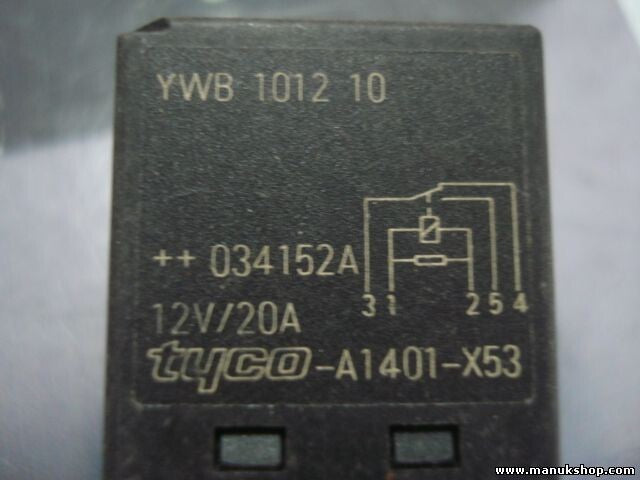 YWB 1012 10
++ 034152A
3 1 2 5 4
12V/20A
tyco-A1401-X53
www.manukshop.com